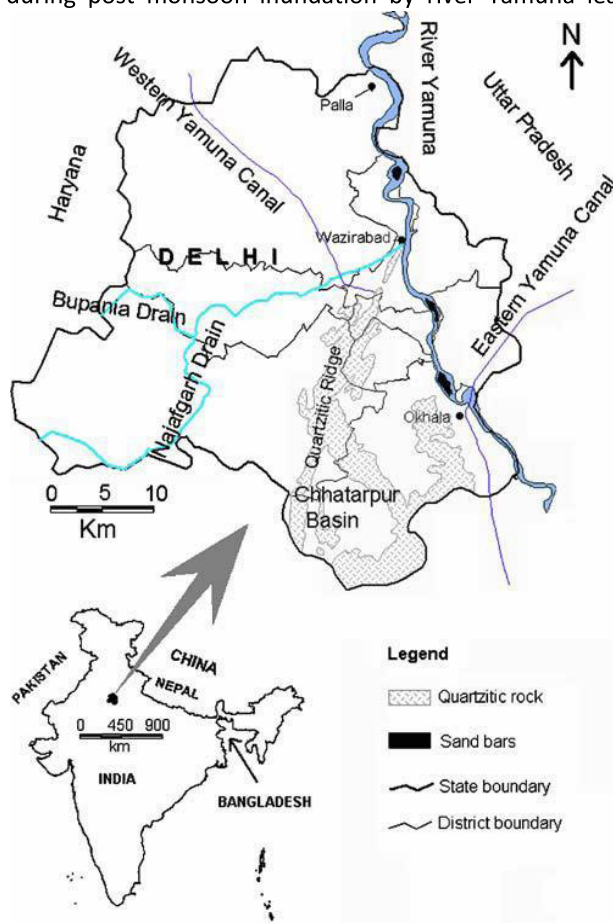 during post monsoon inundation by river Yamuna lea
N
River Yamuna
Western Yamuna Canal
Palla
Uttar Pradesh
Haryana
Wazirabad
DELHI
Eastern Yamuna Canal
Bupania Drain
Najafgarh Drain
Quartzitic Ridge
Okhala
0 5 10
Km
Chhatarpur
Basin
PAKISTAN
CHINA
NEPAL
0 450 900
km
INDIA
BANGLADESH
Legend
Quartzitic rock
Sand bars
State boundary
District boundary